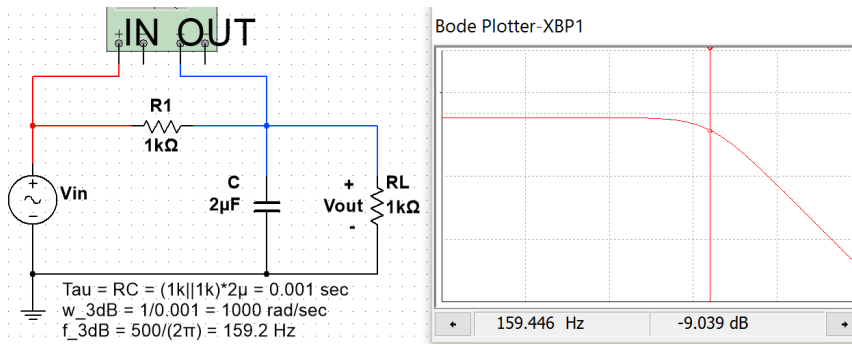 IN OUT
+ - + -
R1
1kΩ
+
Vin
-
C
2µF
+
Vout
-
RL
1kΩ
Tau = RC = (1k||1k)*2µ = 0.001 sec
w_3dB = 1/0.001 = 1000 rad/sec
f_3dB = 500/(2π) = 159.2 Hz
Bode Plotter-XBP1
159.446 Hz
-9.039 dB